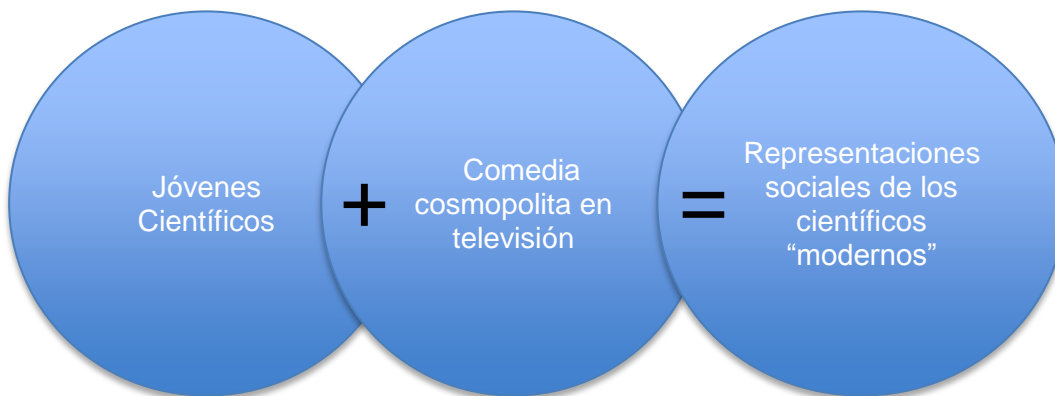 Jóvenes
Científicos
+
Comedia
cosmopolita en
televisión
=
Representaciones
sociales de los
científicos
“modernos”